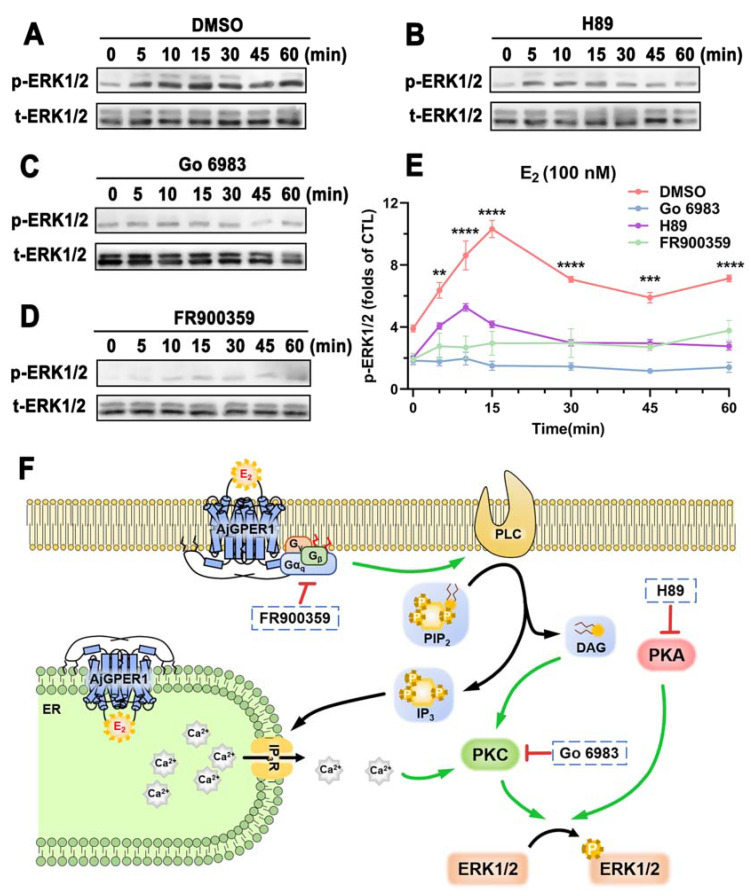 A
DMSO
0 5 10 15 30 45 60 (min)
p-ERK1/2
t-ERK1/2
B
H89
0 5 10 15 30 45 60 (min)
p-ERK1/2
t-ERK1/2
C
Go 6983
0 5 10 15 30 45 60 (min)
p-ERK1/2
t-ERK1/2
D
FR900359
0 5 10 15 30 45 60 (min)
p-ERK1/2
t-ERK1/2
E
E₂ (100 nM)
DMSO
Go 6983
H89
FR900359
p-ERK1/2 (folds of CTL)
12
8
4
0
** **** **** **** *** ****
0 15 30 45 60
Time(min)
F
E₂
AjGPER1
Gᵧ
Gᵦ
Gαq
PLC
FR900359
P P P
PIP₂
DAG
H89
PKA
AjGPER1
ER
E₂
P P P
IP₃
IP₃R
Ca²⁺
Ca²⁺
Ca²⁺
Ca²⁺
Ca²⁺
Ca²⁺ Ca²⁺
PKC
Go 6983
P
ERK1/2
ERK1/2